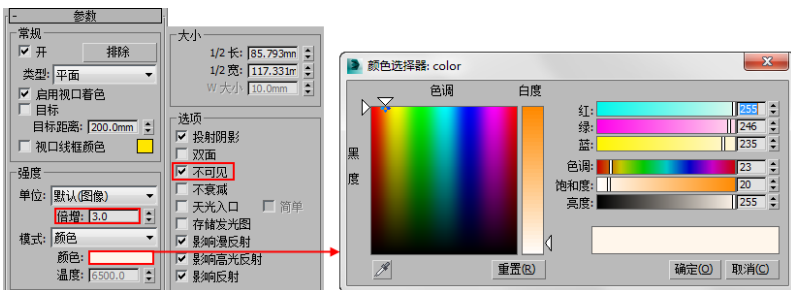 - 参数
常规
开 排除
类型: 平面
启用视口着色
目标
目标距离: 200.0mm
视口线框颜色
强度
单位: 默认(图像)
倍增: 3.0
模式: 颜色
颜色:
温度: 6500.0
大小
1/2 长: 85.793mm
1/2 宽: 117.331m
W 大小 10.0mm
选项
投射阴影
双面
不可见
不衰减
天光入口 简单
存储发光图
影响漫反射
影响高光反射
影响反射
颜色选择器: color
色调 白度
黑度
红: 255
绿: 246
蓝: 235
色调: 23
饱和度: 20
亮度: 255
重置(R) 确定(O) 取消(C)